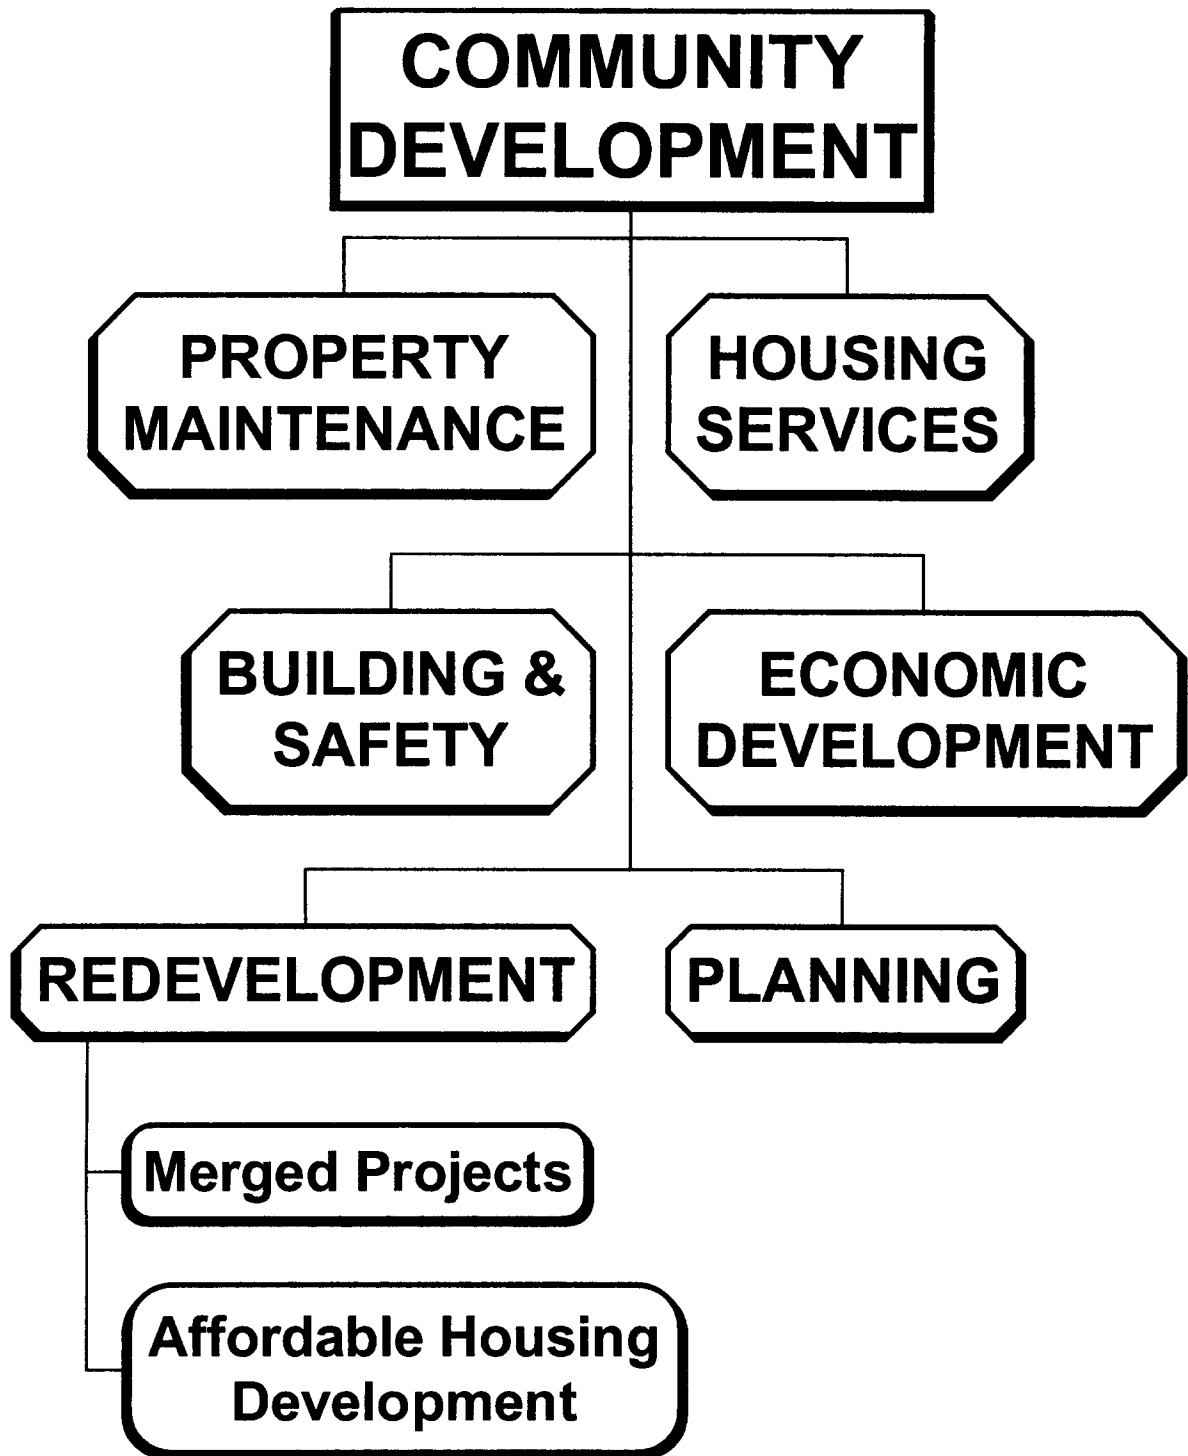 COMMUNITY
DEVELOPMENT
PROPERTY
MAINTENANCE
HOUSING
SERVICES
BUILDING &
SAFETY
ECONOMIC
DEVELOPMENT
REDEVELOPMENT
PLANNING
Merged Projects
Affordable Housing
Development